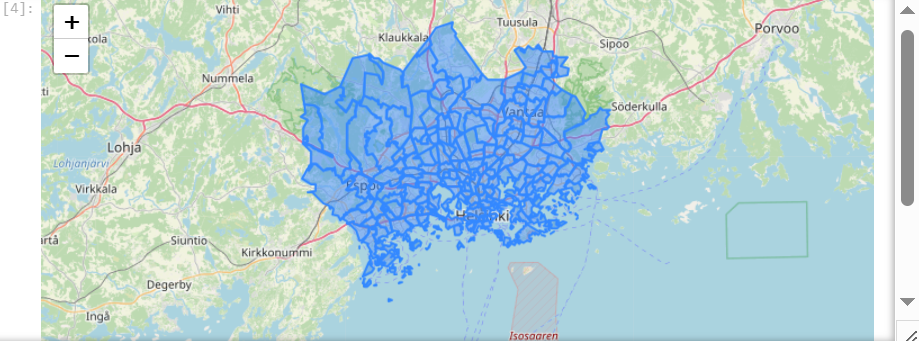 [4]:
+
−
Vihti
Tuusula
Porvoo
kola
Klaukkala
Sipoo
Nummela
tti
Vantaa
Söderkulla
Lohja
Lohjanjärvi
Espoo
Virkkala
Helsinki
artå
Siuntio
Kirkkonummi
Degerby
Ingå
Isosaaren